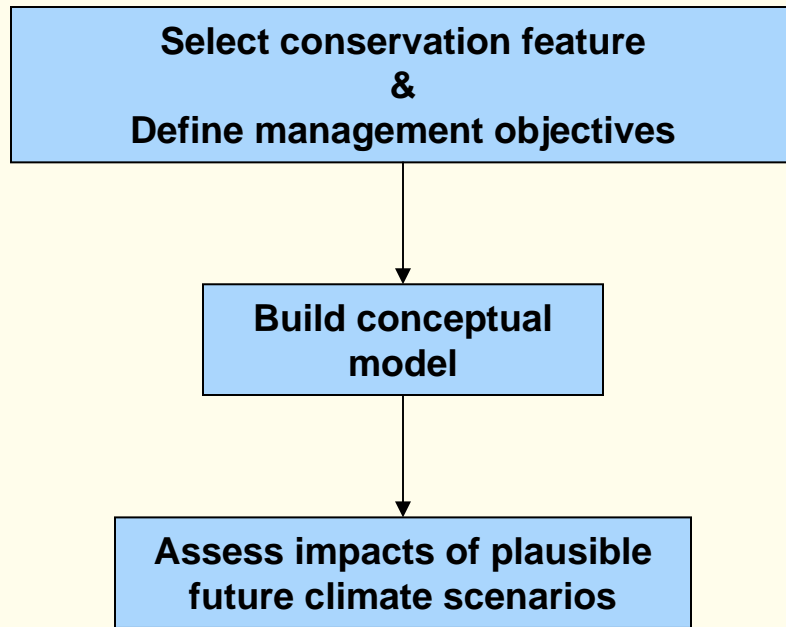 Select conservation feature
&
Define management objectives
Build conceptual
model
Assess impacts of plausible
future climate scenarios